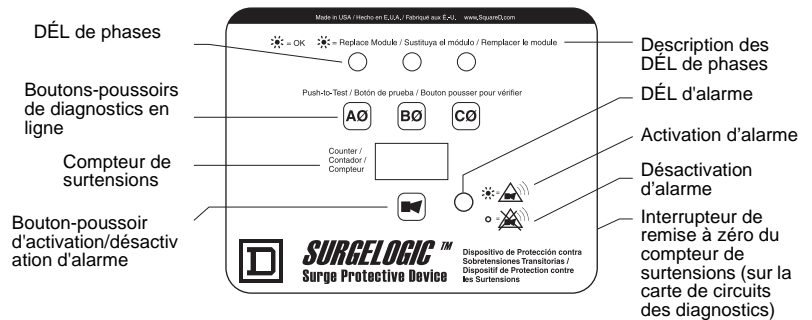 Made in USA / Hecho en E.U.A. / Fabriqué aux E.-U. www.SquareD.com
= OK = Replace Module / Sustituya el módulo / Remplacer le module
DÉL de phases
Description des
DÉL de phases
Push-to-Test / Botón de prueba / Bouton pousser pour vérifier
Boutons-poussoirs
de diagnostics en
ligne
AØ BØ CØ
DÉL d'alarme
Activation d'alarme
Compteur de
surtensions
Counter /
Contador /
Compteur
=
=
Désactivation
d'alarme
Bouton-poussoir
d'activation/désactiv
ation d'alarme
Interrupteur de
remise à zéro du
compteur de
surtensions (sur la
carte de circuits
des diagnostics)
D
SURGELOGIC ™
Surge Protective Device
Dispositivo de Protección contra
Sobretensiones Transitorias /
Dispositif de Protection contre
les Surtensions